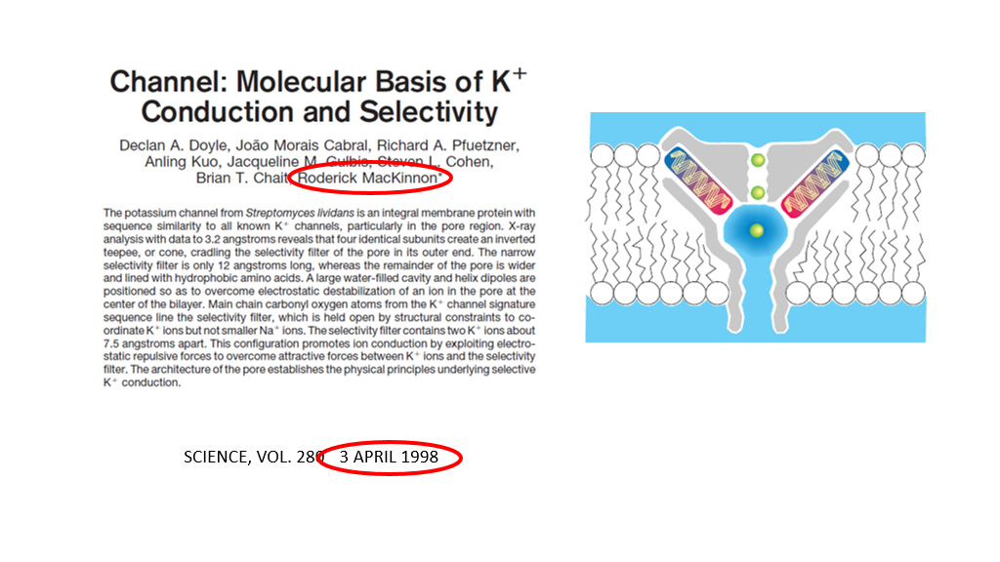 Channel: Molecular Basis of K+
Conduction and Selectivity
Declan A. Doyle, João Morais Cabral, Richard A. Pfuetzner,
Anling Kuo, Jacqueline M. Gulbis, Steven L. Cohen,
Brian T. Chait, Roderick MacKinnon*
The potassium channel from Streptomyces lividans is an integral membrane protein with
sequence similarity to all known K+ channels, particularly in the pore region. X-ray
analysis with data to 3.2 angstroms reveals that four identical subunits create an inverted
teepee, or cone, cradling the selectivity filter of the pore in its outer end. The narrow
selectivity filter is only 12 angstroms long, whereas the remainder of the pore is wider
and lined with hydrophobic amino acids. A large water-filled cavity and helix dipoles are
positioned so as to overcome electrostatic destabilization of an ion in the pore at the
center of the bilayer. Main chain carbonyl oxygen atoms from the K+ channel signature
sequence line the selectivity filter, which is held open by structural constraints to co-
ordinate K+ ions but not smaller Na+ ions. The selectivity filter contains two K+ ions about
7.5 angstroms apart. This configuration promotes ion conduction by exploiting electro-
static repulsive forces to overcome attractive forces between K+ ions and the selectivity
filter. The architecture of the pore establishes the physical principles underlying selective
K+ conduction.
SCIENCE, VOL. 280 3 APRIL 1998